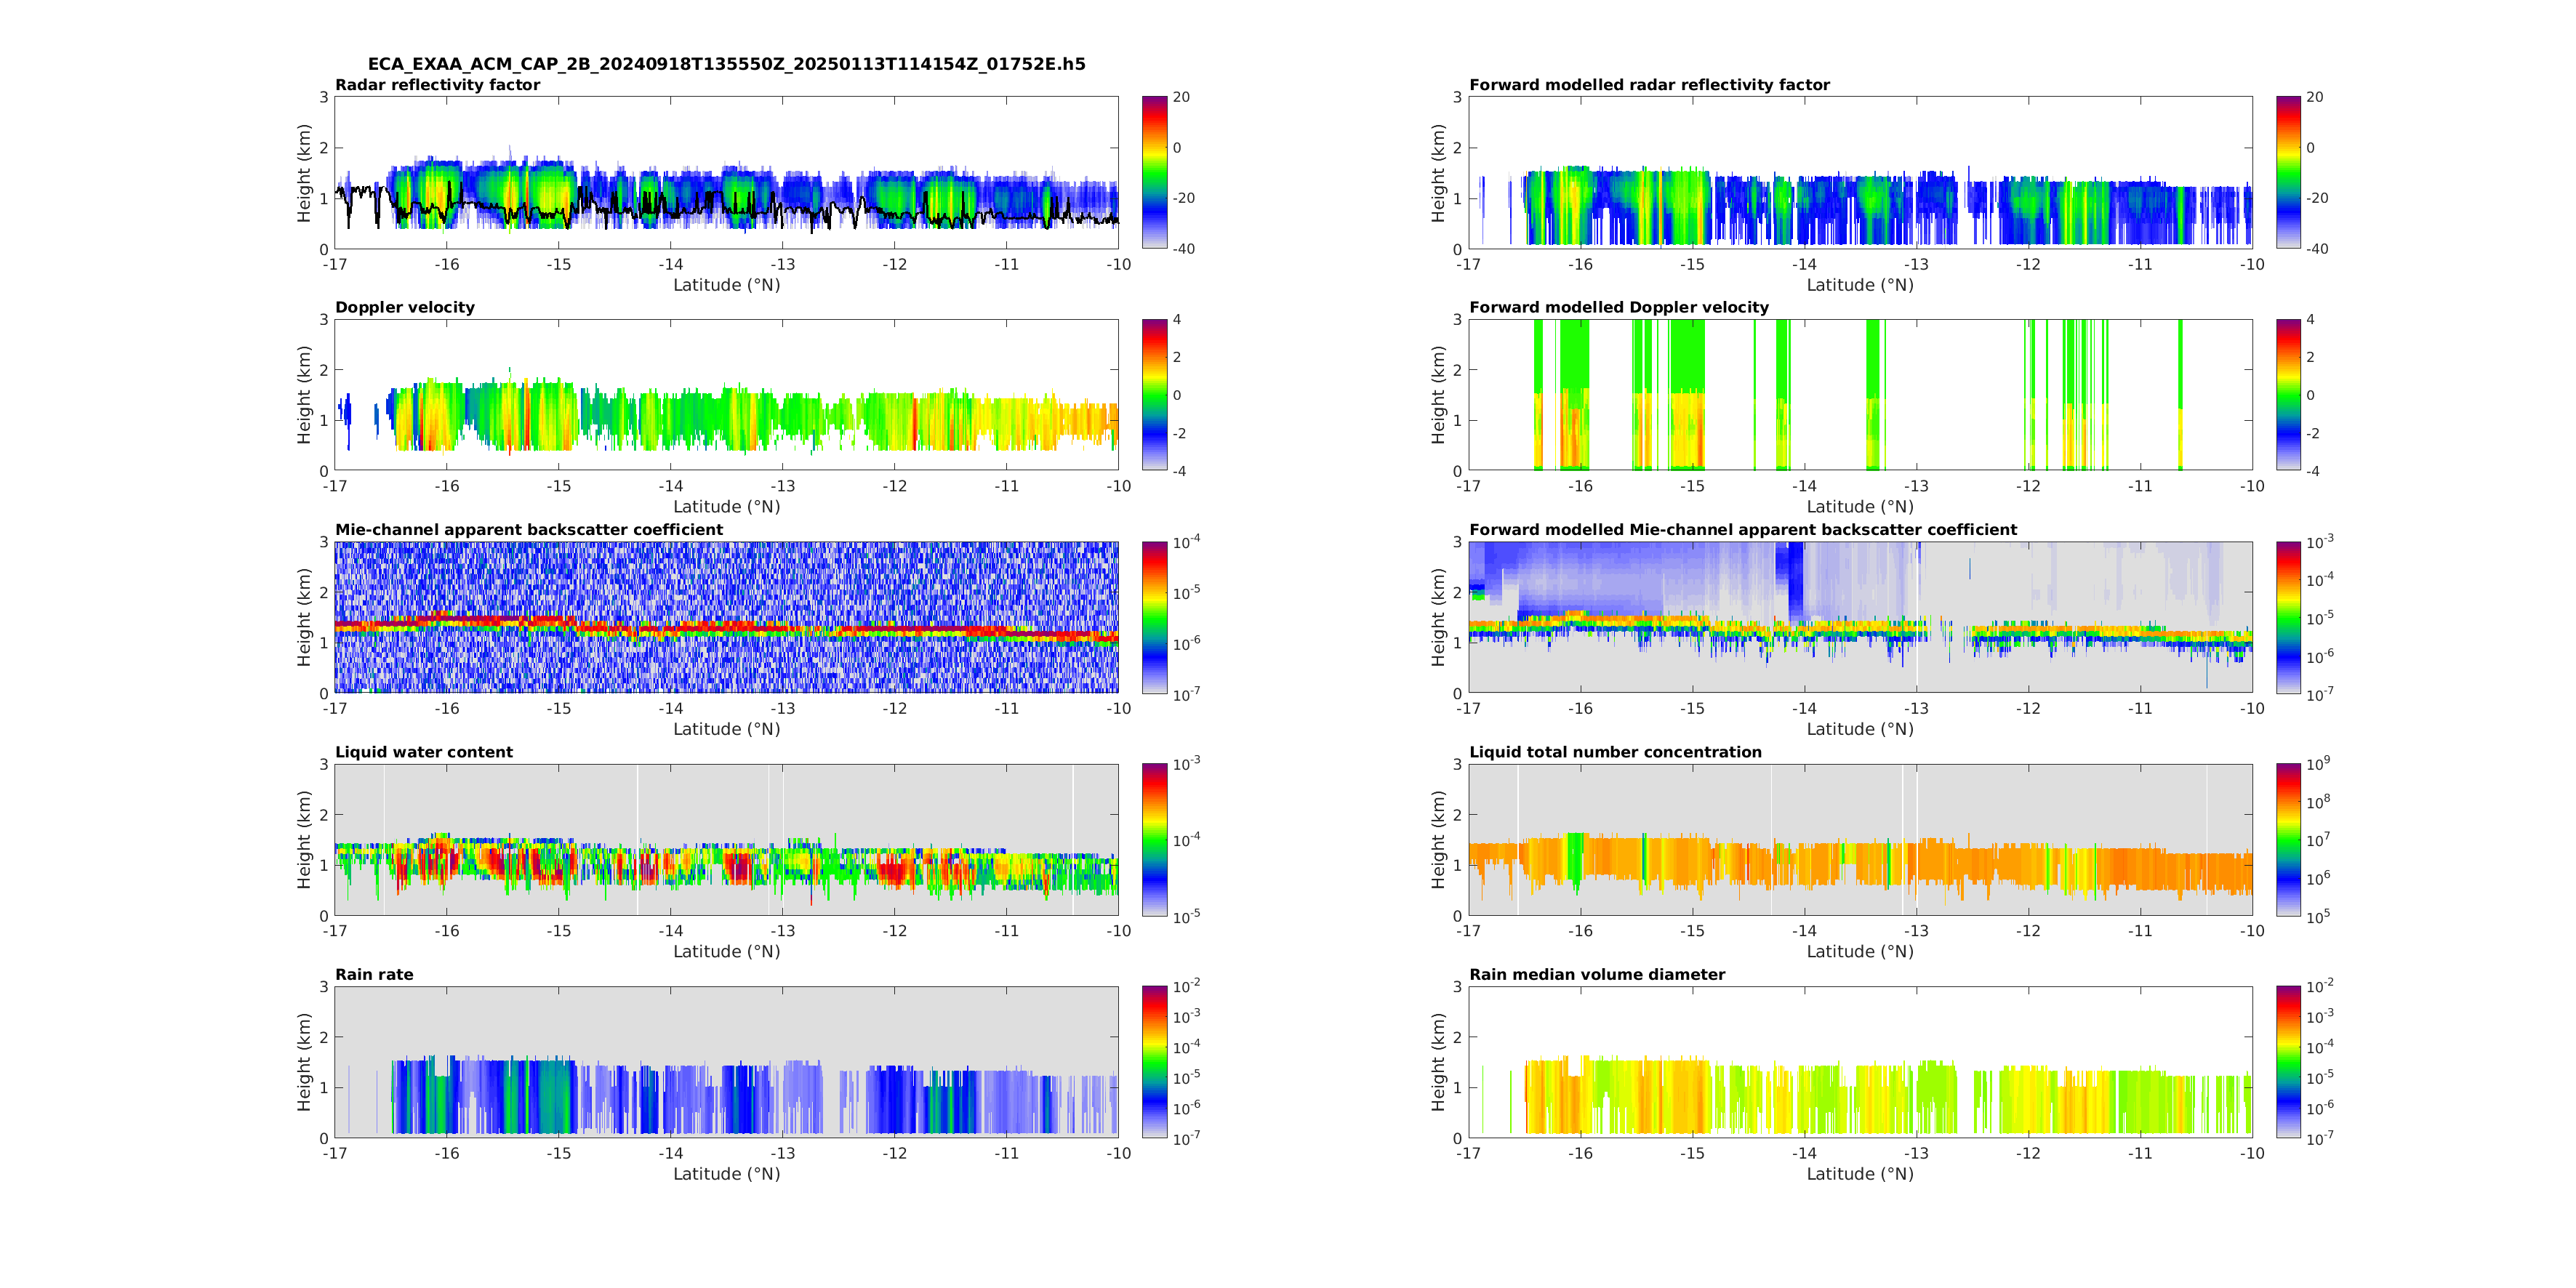 ECA_EXAA_ACM_CAP_2B_20240918T135550Z_20250113T114154Z_01752E.h5
Radar reflectivity factor
3
2
1
0
Height (km)
-17 -16 -15 -14 -13 -12 -11 -10
Latitude (°N)
20
0
-20
-40
Forward modelled radar reflectivity factor
3
2
1
0
Height (km)
-17 -16 -15 -14 -13 -12 -11 -10
Latitude (°N)
20
0
-20
-40
Doppler velocity
3
2
1
0
Height (km)
-17 -16 -15 -14 -13 -12 -11 -10
Latitude (°N)
4
2
0
-2
-4
Forward modelled Doppler velocity
3
2
1
0
Height (km)
-17 -16 -15 -14 -13 -12 -11 -10
Latitude (°N)
4
2
0
-2
-4
Mie-channel apparent backscatter coefficient
3
2
1
0
Height (km)
-17 -16 -15 -14 -13 -12 -11 -10
Latitude (°N)
10⁻⁴
10⁻⁵
10⁻⁶
10⁻⁷
Forward modelled Mie-channel apparent backscatter coefficient
3
2
1
0
Height (km)
-17 -16 -15 -14 -13 -12 -11 -10
Latitude (°N)
10⁻³
10⁻⁴
10⁻⁵
10⁻⁶
10⁻⁷
Liquid water content
3
2
1
0
Height (km)
-17 -16 -15 -14 -13 -12 -11 -10
Latitude (°N)
10⁻³
10⁻⁴
10⁻⁵
Liquid total number concentration
3
2
1
0
Height (km)
-17 -16 -15 -14 -13 -12 -11 -10
Latitude (°N)
10⁹
10⁸
10⁷
10⁶
10⁵
Rain rate
3
2
1
0
Height (km)
-17 -16 -15 -14 -13 -12 -11 -10
Latitude (°N)
10⁻²
10⁻³
10⁻⁴
10⁻⁵
10⁻⁶
10⁻⁷
Rain median volume diameter
3
2
1
0
Height (km)
-17 -16 -15 -14 -13 -12 -11 -10
Latitude (°N)
10⁻²
10⁻³
10⁻⁴
10⁻⁵
10⁻⁶
10⁻⁷